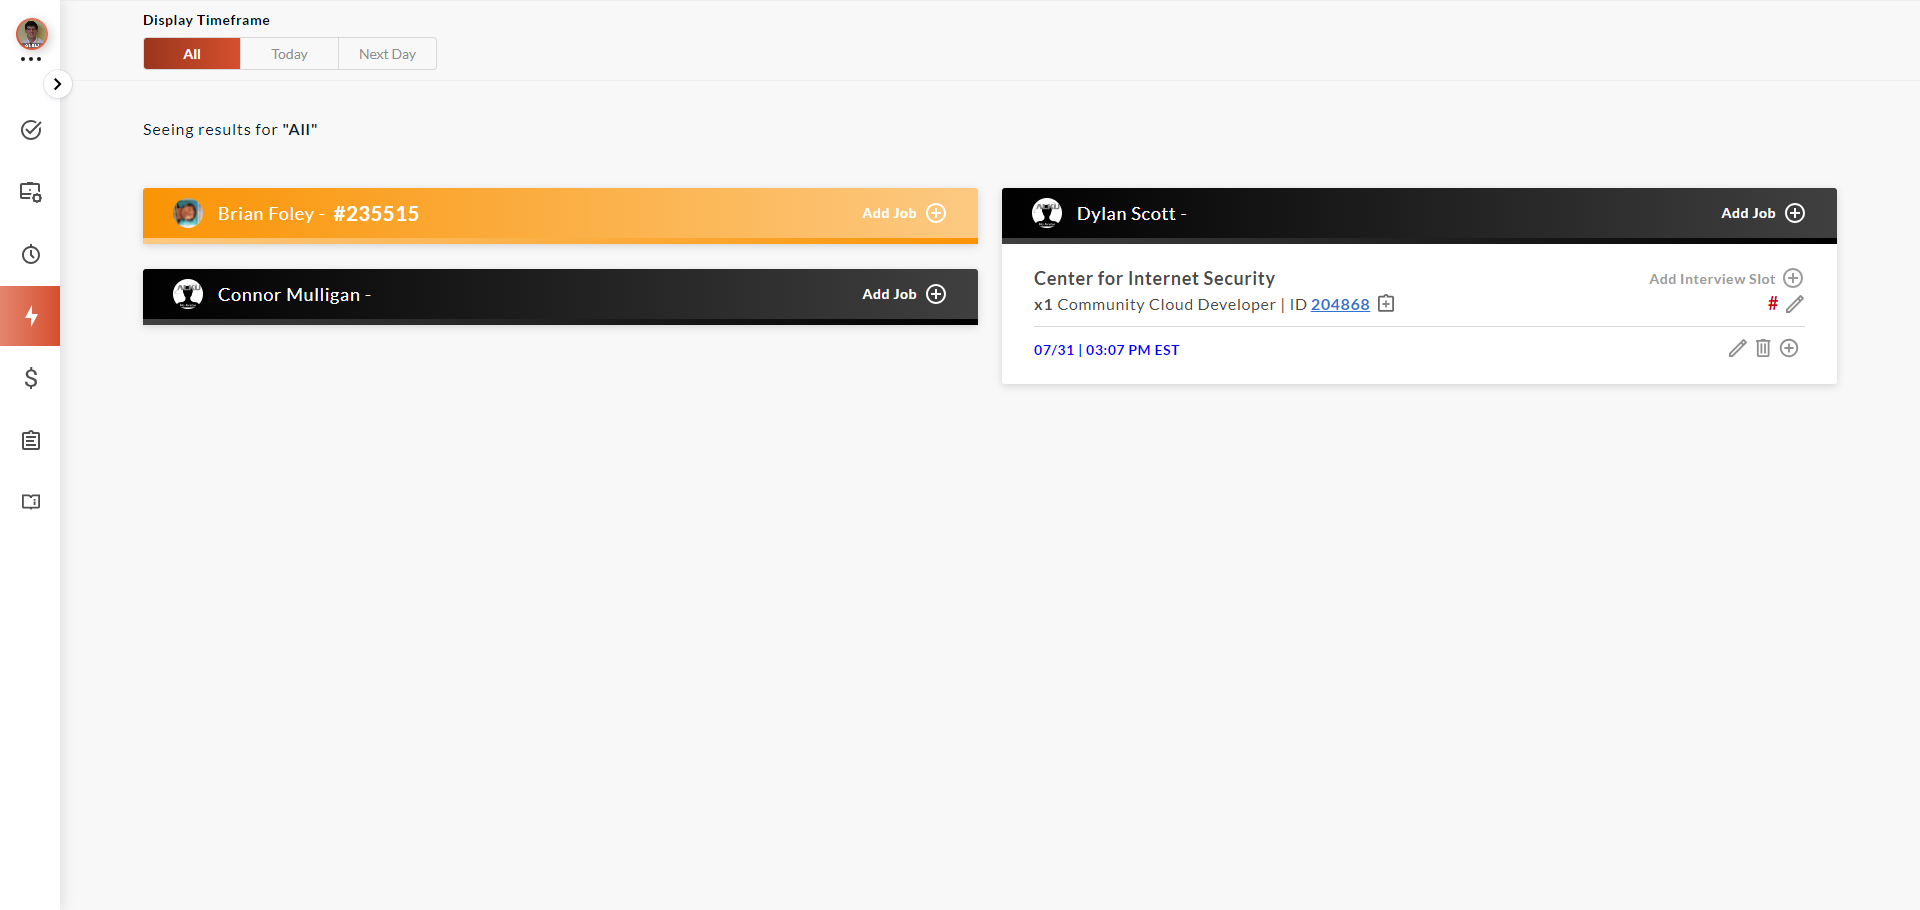 Display Timeframe
All
Today
Next Day
Seeing results for "All"
Brian Foley - #235515
Add Job
Connor Mulligan -
Add Job
Dylan Scott -
Add Job
Center for Internet Security
Add Interview Slot
x1 Community Cloud Developer | ID 204868
#
07/31 | 03:07 PM EST